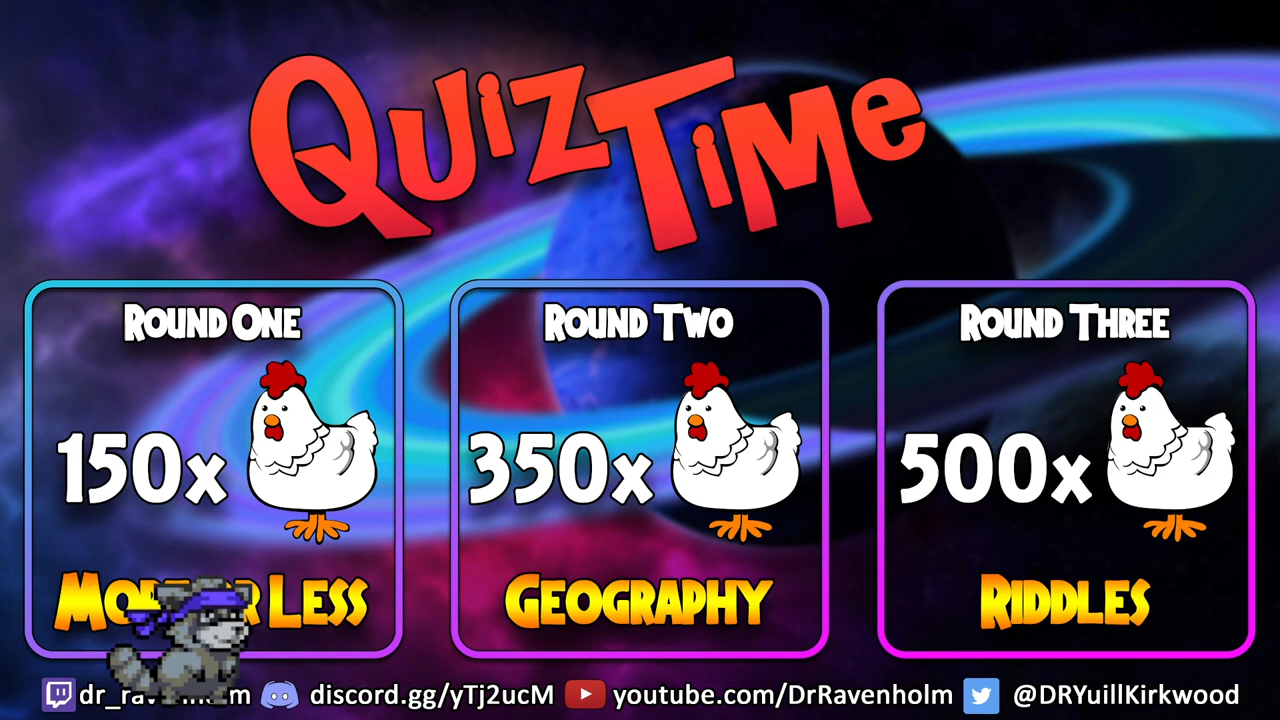 QuizTime
Round One
Round Two
Round Three
150x
350x
500x
Less
Geography
Riddles
discord.gg/yTj2ucM
youtube.com/DrRavenholm
@DRYuillKirkwood